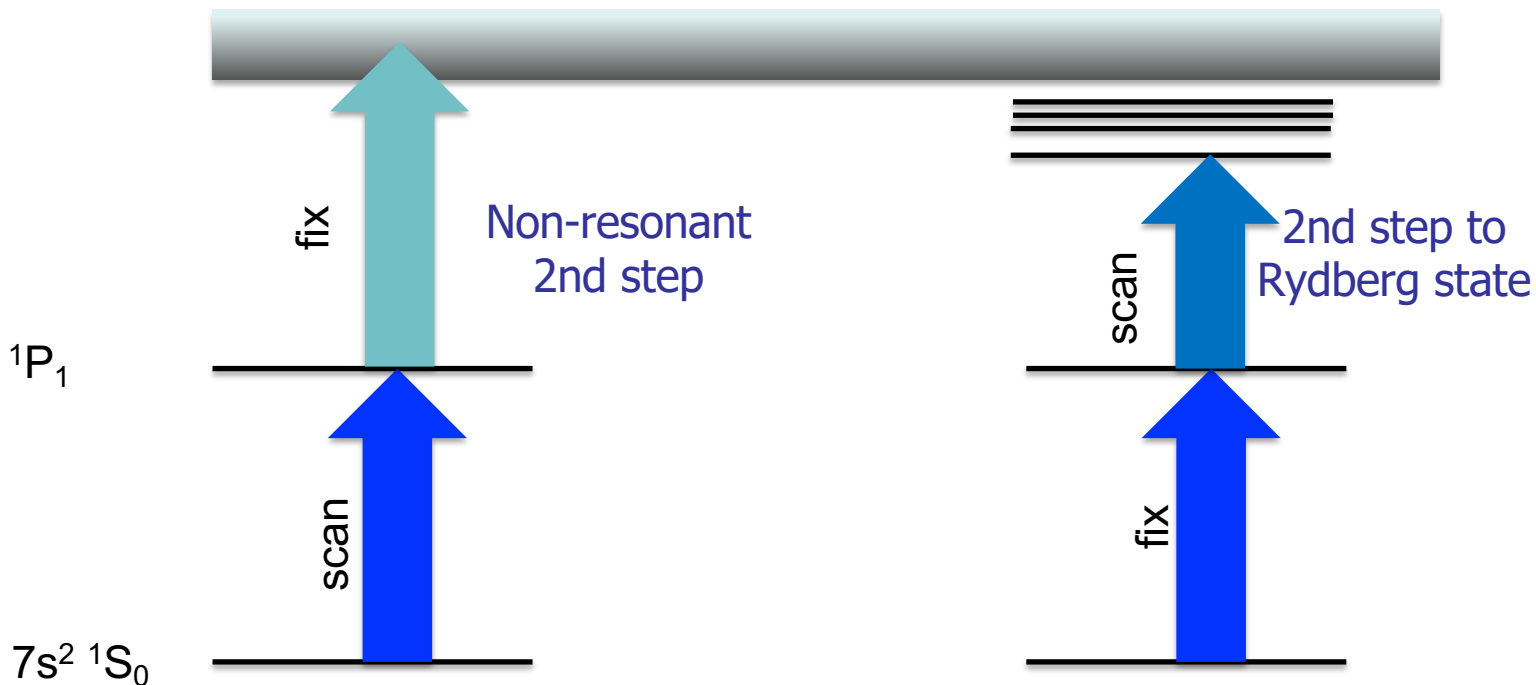 fix
Non-resonant
2nd step
scan
2nd step to
Rydberg state
¹P₁
scan
fix
7s² ¹S₀